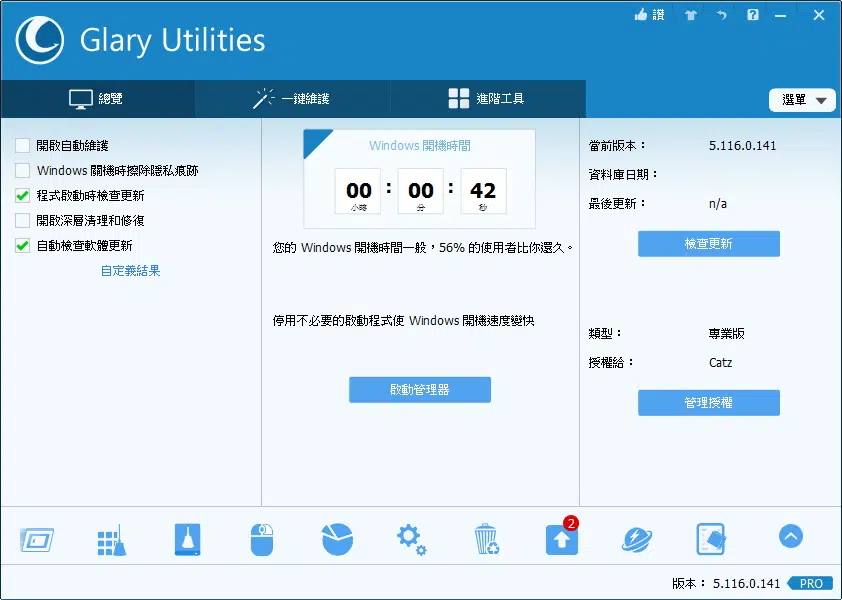 讚
Glary Utilities
總覽
一鍵維護
進階工具
選單
開啟自動維護
Windows 關機時擦除隱私痕跡
程式啟動時檢查更新
開啟深層清理和修復
自動檢查軟體更新
自定義結果
Windows 開機時間
00 : 00 : 42
小時 分 秒
您的 Windows 開機時間一般，56% 的使用者比你還久。
停用不必要的啟動程式使 Windows 開機速度變快
啟動管理器
當前版本： 5.116.0.141
資料庫日期：
最後更新： n/a
檢查更新
類型： 專業版
授權給： Catz
管理授權
2
版本： 5.116.0.141 PRO